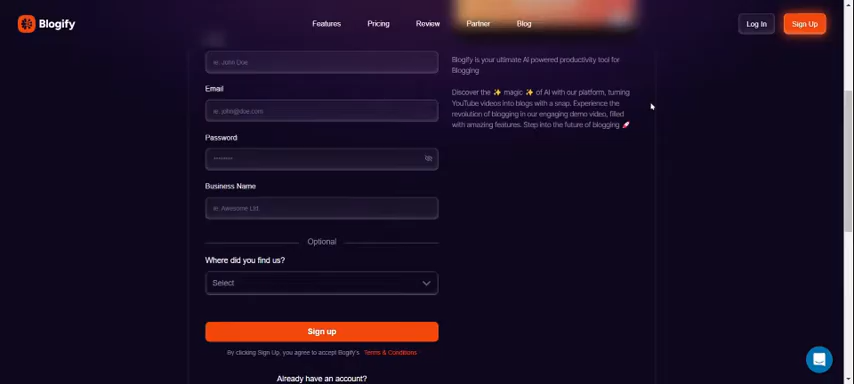 Blogify
Features
Pricing
Review
Partner
Blog
Log In
Sign Up
ie. John Doe
Email
ie. john@doe.com
Password
Business Name
ie. Awesome Ltd.
Optional
Where did you find us?
Select
Sign up
By clicking Sign Up, you agree to accept Bogify's Terms & Conditions
Already have an account?
Blogify is your ultimate AI powered productivity tool for
Blogging
Discover the ✨ magic ✨ of AI with our platform, turning
YouTube videos into blogs with a snap. Experience the
revolution of blogging in our engaging demo video, filled
with amazing features. Step into the future of blogging 🚀